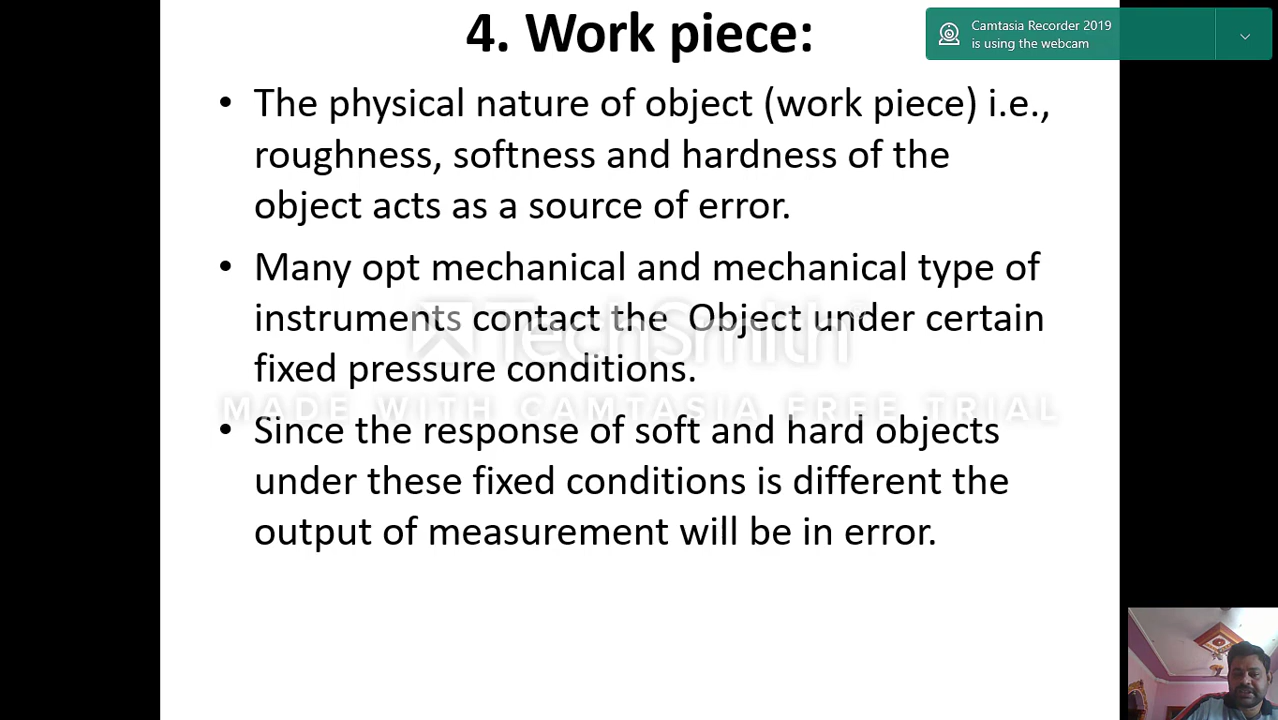 4. Work piece:
Camtasia Recorder 2019
is using the webcam
• The physical nature of object (work piece) i.e.,
roughness, softness and hardness of the
object acts as a source of error.
• Many opt mechanical and mechanical type of
instruments contact the Object under certain
fixed pressure conditions.
TechSmith
MADE WITH CAMTASIA FREE TRIAL
• Since the response of soft and hard objects
under these fixed conditions is different the
output of measurement will be in error.